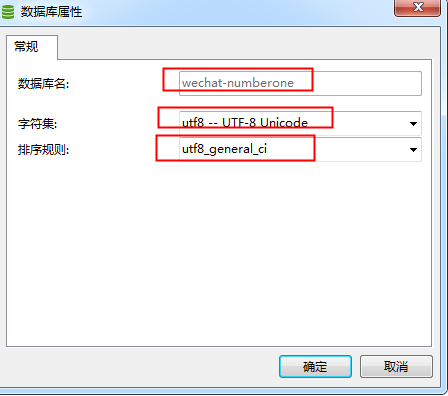 数据库属性
常规
数据库名: wechat-numberone
字符集: utf8 -- UTF-8 Unicode
排序规则: utf8_general_ci
确定 取消